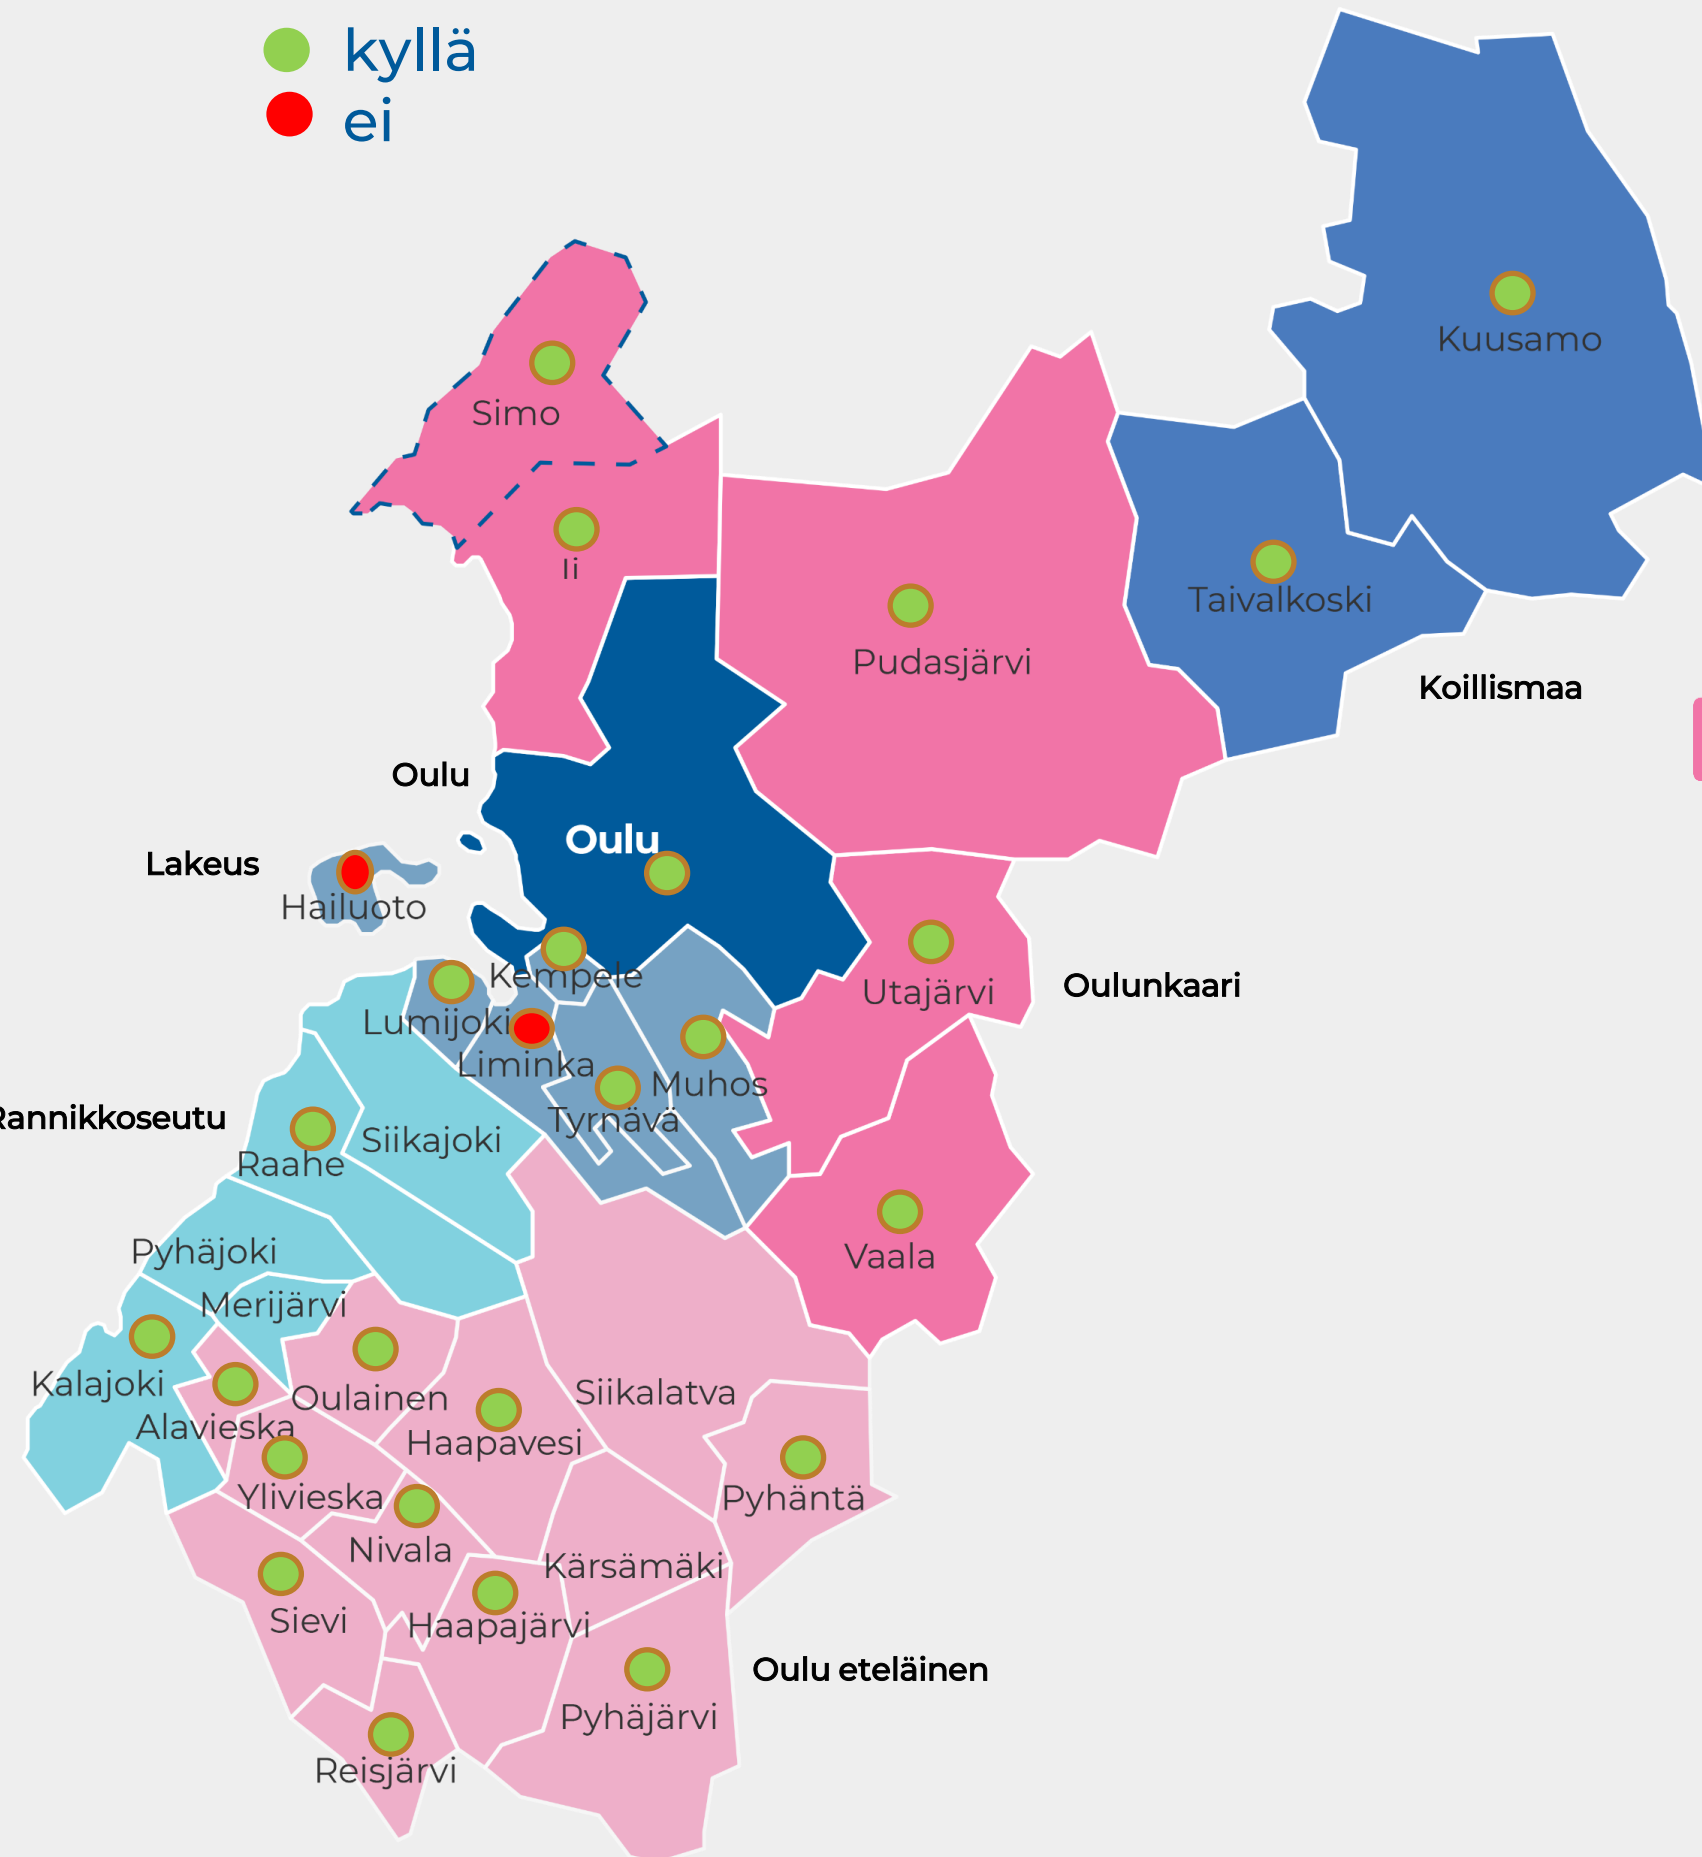 kyllä
ei
Kuusamo
Simo
Ii
Taivalkoski
Pudasjärvi
Koillismaa
Oulu
Oulu
Lakeus
Hailuoto
Kempele
Utajärvi
Oulunkaari
Lumijoki
Liminka
Muhos
Tyrnävä
Rannikkoseutu
Siikajoki
Raahe
Pyhäjoki
Vaala
Merijärvi
Kalajoki
Oulainen
Siikalatva
Alavieska
Haapavesi
Ylivieska
Pyhäntä
Nivala
Kärsämäki
Sievi
Haapajärvi
Oulu eteläinen
Pyhäjärvi
Reisjärvi